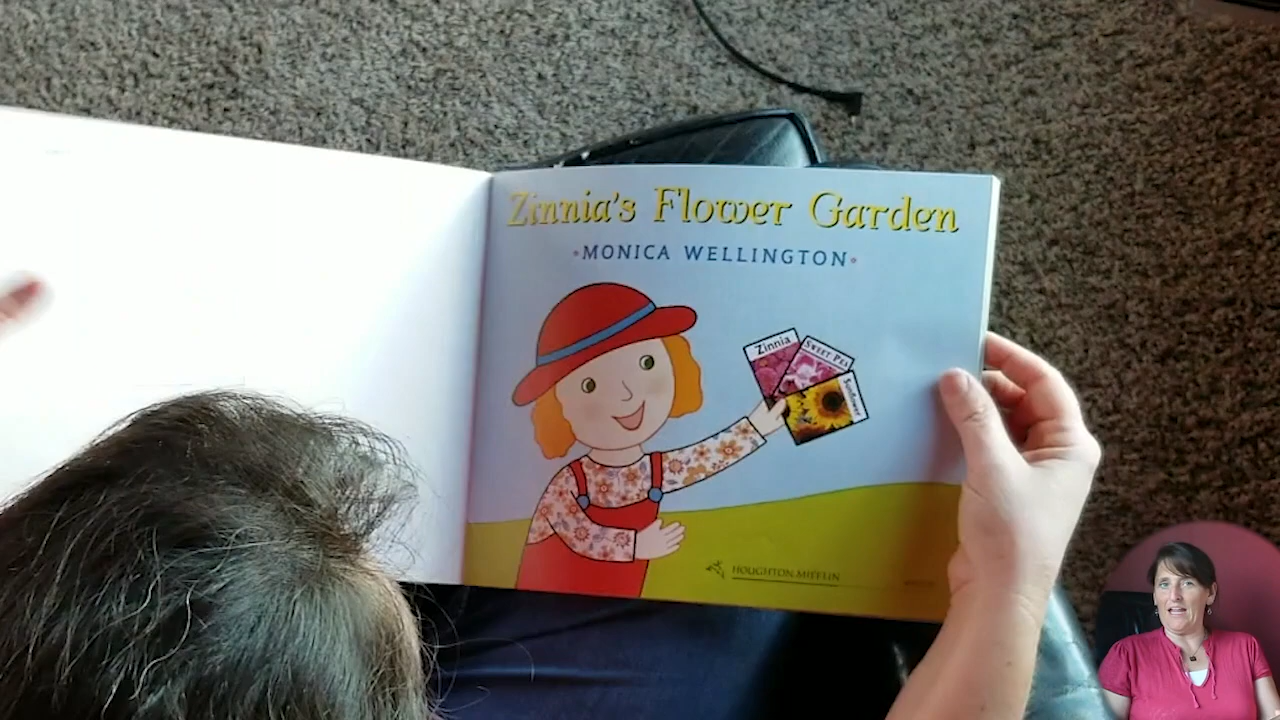 Zinnia's Flower Garden
•MONICA WELLINGTON•
Zinnia
SWEET PEA
Sunflower
HOUGHTON MIFFLIN